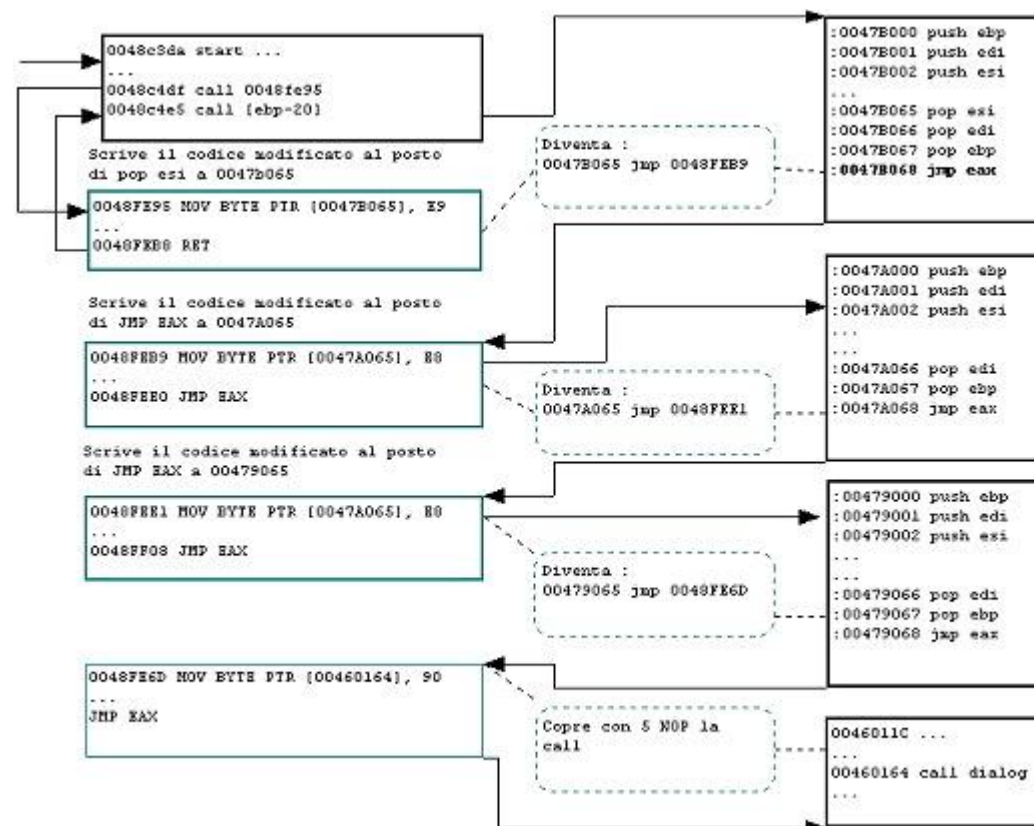 0048c3da start ...
...
0048c4df call 0048fe95
0048c4e5 call [ebp-20]
Scrive il codice modificato al posto
di pop esi a 0047b065
0048FE95 MOV BYTE PTR [0047B065], E9
...
0048FEB8 RET
Scrive il codice modificato al posto
di JMP EAX a 0047A065
0048FEB9 MOV BYTE PTR [0047A065], E8
...
0048FEE0 JMP EAX
Scrive il codice modificato al posto
di JMP EAX a 00479065
0048FEE1 MOV BYTE PTR [0047A065], E8
...
0048FF08 JMP EAX
0048FE6D MOV BYTE PTR [00460164], 90
...
JMP EAX
Diventa :
0047B065 jmp 0048FEB9
Diventa :
0047A065 jmp 0048FEE1
Diventa :
00479065 jmp 0048FE6D
Copre con 5 NOP la
call
:0047B000 push ebp
:0047B001 push edi
:0047B002 push esi
...
:0047B065 pop esi
:0047B066 pop edi
:0047B067 pop ebp
:0047B068 jmp eax
:0047A000 push ebp
:0047A001 push edi
:0047A002 push esi
...
...
:0047A066 pop edi
:0047A067 pop ebp
:0047A068 jmp eax
:00479000 push ebp
:00479001 push edi
:00479002 push esi
...
...
:00479066 pop edi
:00479067 pop ebp
:00479068 jmp eax
0046011C ...
...
00460164 call dialog
...